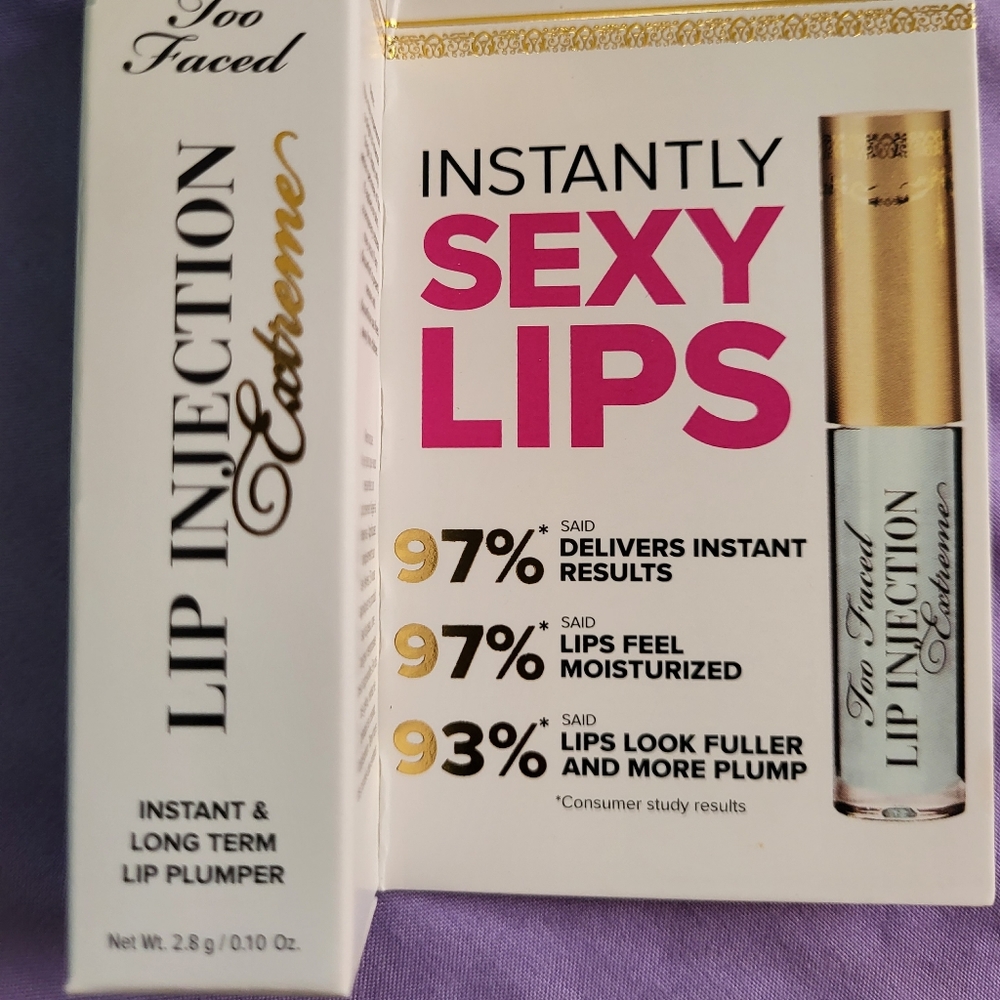 Too
Faced
LIP INJECTION
Extreme
INSTANT &
LONG TERM
LIP PLUMPER
Net Wt. 2.8 g / 0.10 Oz.
INSTANTLY
SEXY
LIPS
97%* SAID
DELIVERS INSTANT
RESULTS
97%* SAID
LIPS FEEL
MOISTURIZED
93%* SAID
LIPS LOOK FULLER
AND MORE PLUMP
*Consumer study results
Too Faced
LIP INJECTION
Extreme